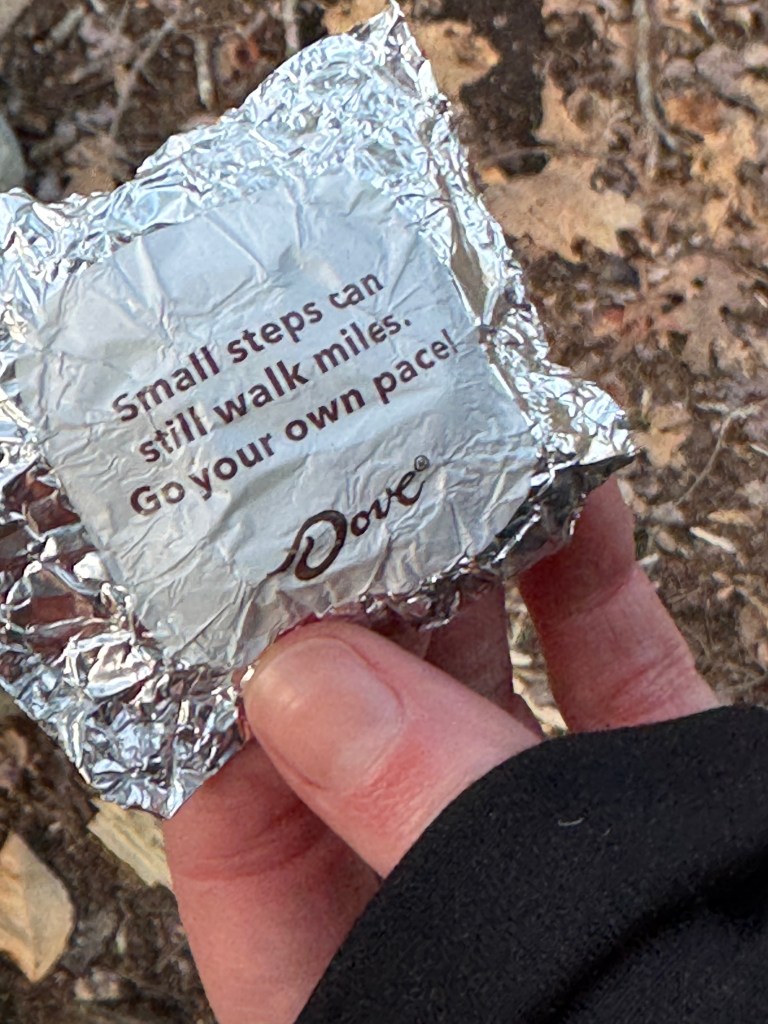 Small steps can
still walk miles.
Go your own pace!
Dove®